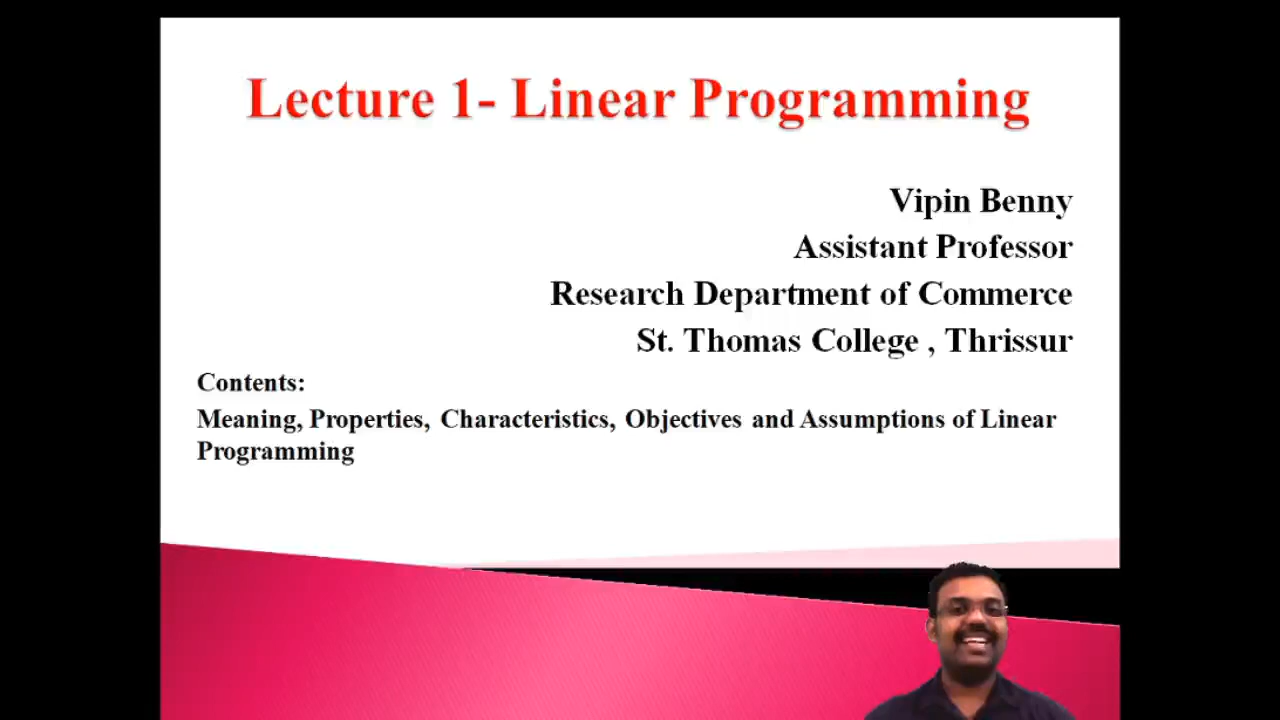 Lecture 1- Linear Programming
Vipin Benny
Assistant Professor
Research Department of Commerce
St. Thomas College , Thrissur
Contents:
Meaning, Properties, Characteristics, Objectives and Assumptions of Linear
Programming